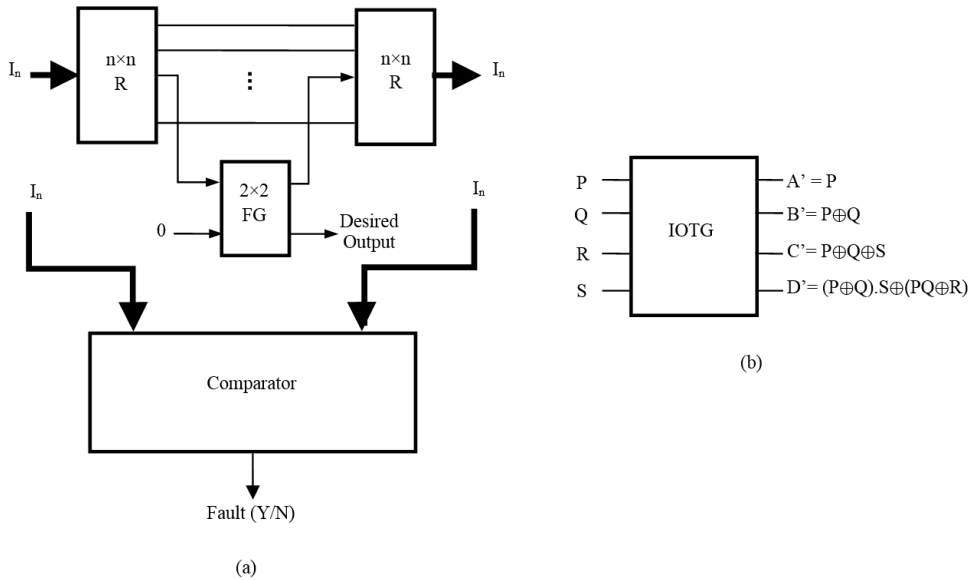 Iₙ
n×n
R
⋮
n×n
R
Iₙ
Iₙ
2×2
FG
0
Desired
Output
Iₙ
Comparator
Fault (Y/N)
(a)
P
Q
R
S
IOTG
A’ = P
B’= P⊕Q
C’= P⊕Q⊕S
D’= (P⊕Q).S⊕(PQ⊕R)
(b)